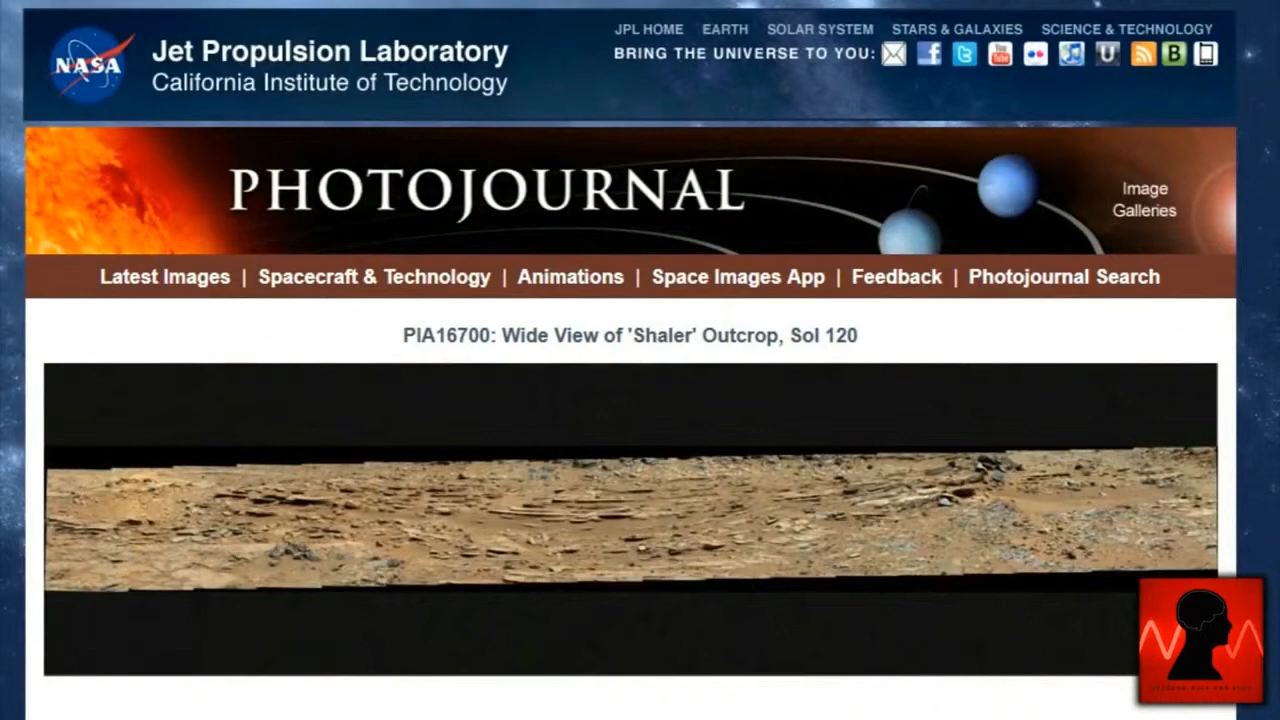 NASA
Jet Propulsion Laboratory
California Institute of Technology
JPL HOME EARTH SOLAR SYSTEM STARS & GALAXIES SCIENCE & TECHNOLOGY
BRING THE UNIVERSE TO YOU:
You
Tube
U
B
PHOTOJOURNAL
Image
Galleries
Latest Images | Spacecraft & Technology | Animations | Space Images App | Feedback | Photojournal Search
PIA16700: Wide View of 'Shaler' Outcrop, Sol 120